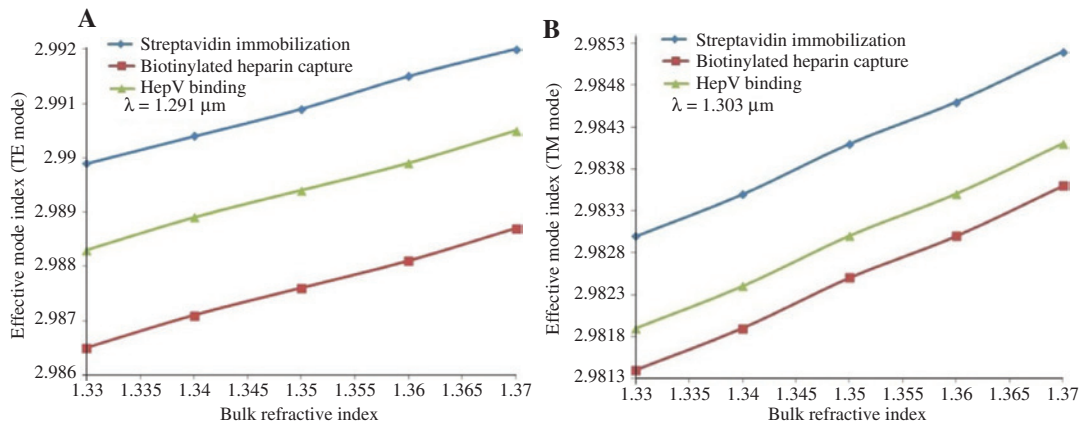 A
Effective mode index (TE mode)
2.992
2.991
2.99
2.989
2.988
2.987
2.986
Streptavidin immobilization
Biotinylated heparin capture
HepV binding
λ = 1.291 μm
1.33 1.335 1.34 1.345 1.35 1.355 1.36 1.365 1.37
Bulk refractive index
B
Effective mode index (TM mode)
2.9853
2.9848
2.9843
2.9838
2.9833
2.9828
2.9823
2.9818
2.9813
Streptavidin immobilization
Biotinylated heparin capture
HepV binding
λ = 1.303 μm
1.33 1.335 1.34 1.345 1.35 1.355 1.36 1.365 1.37
Bulk refractive index